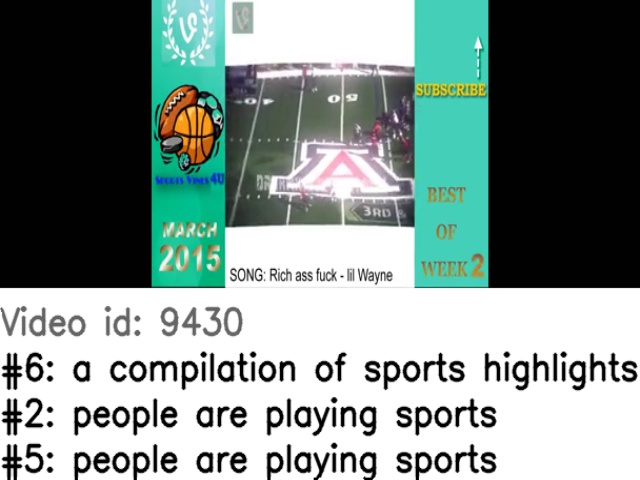 SUBSCRIBE
50
A
3RD &
SPORTS VINES 4U
BEST
OF
WEEK 2
MARCH
2015
SONG: Rich ass fuck - lil Wayne
Video id: 9430
#6: a compilation of sports highlights
#2: people are playing sports
#5: people are playing sports